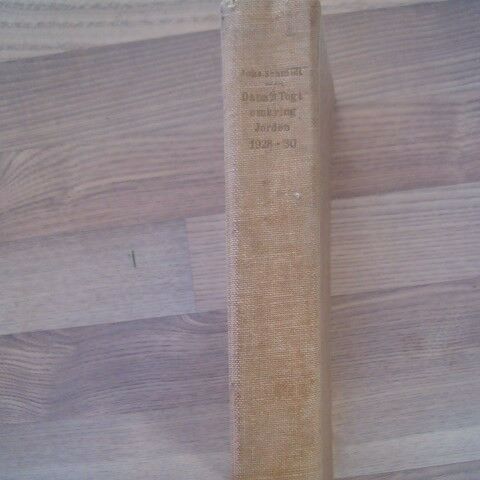 Johs Schmidt
Dana's Togt
omkring
Jorden
1928-30